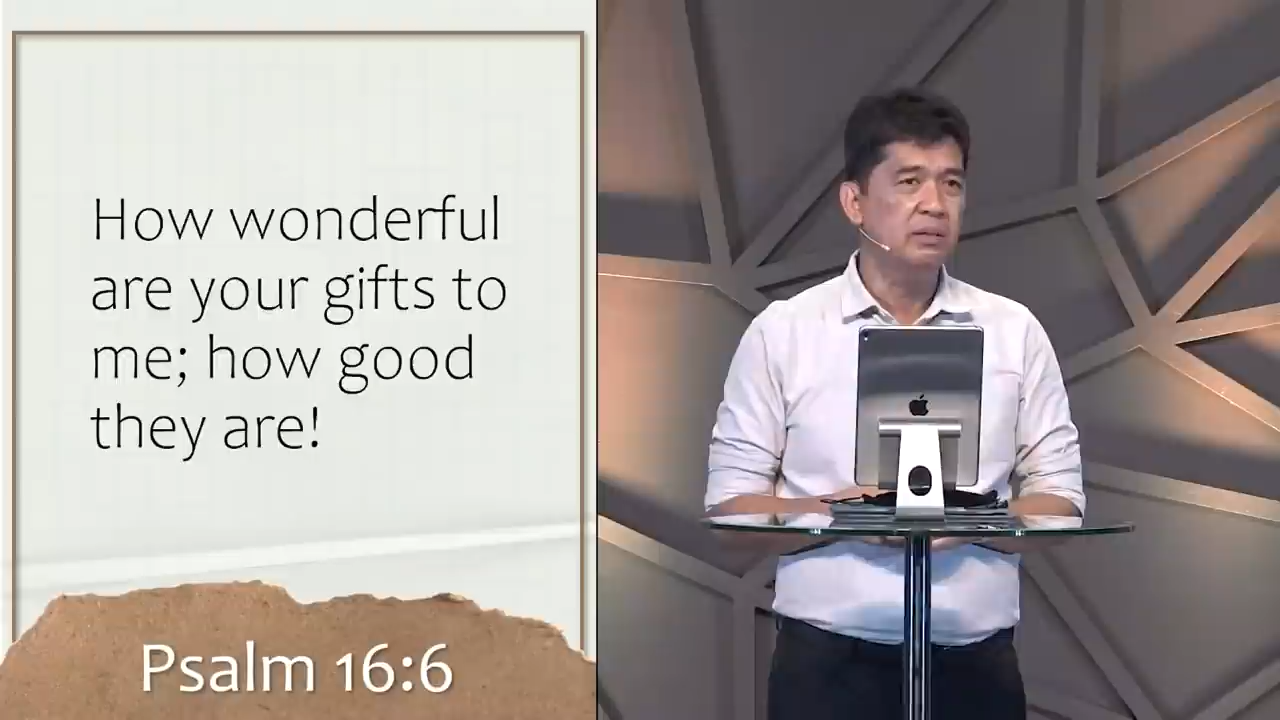 How wonderful
are your gifts to
me; how good
they are!
Psalm 16:6